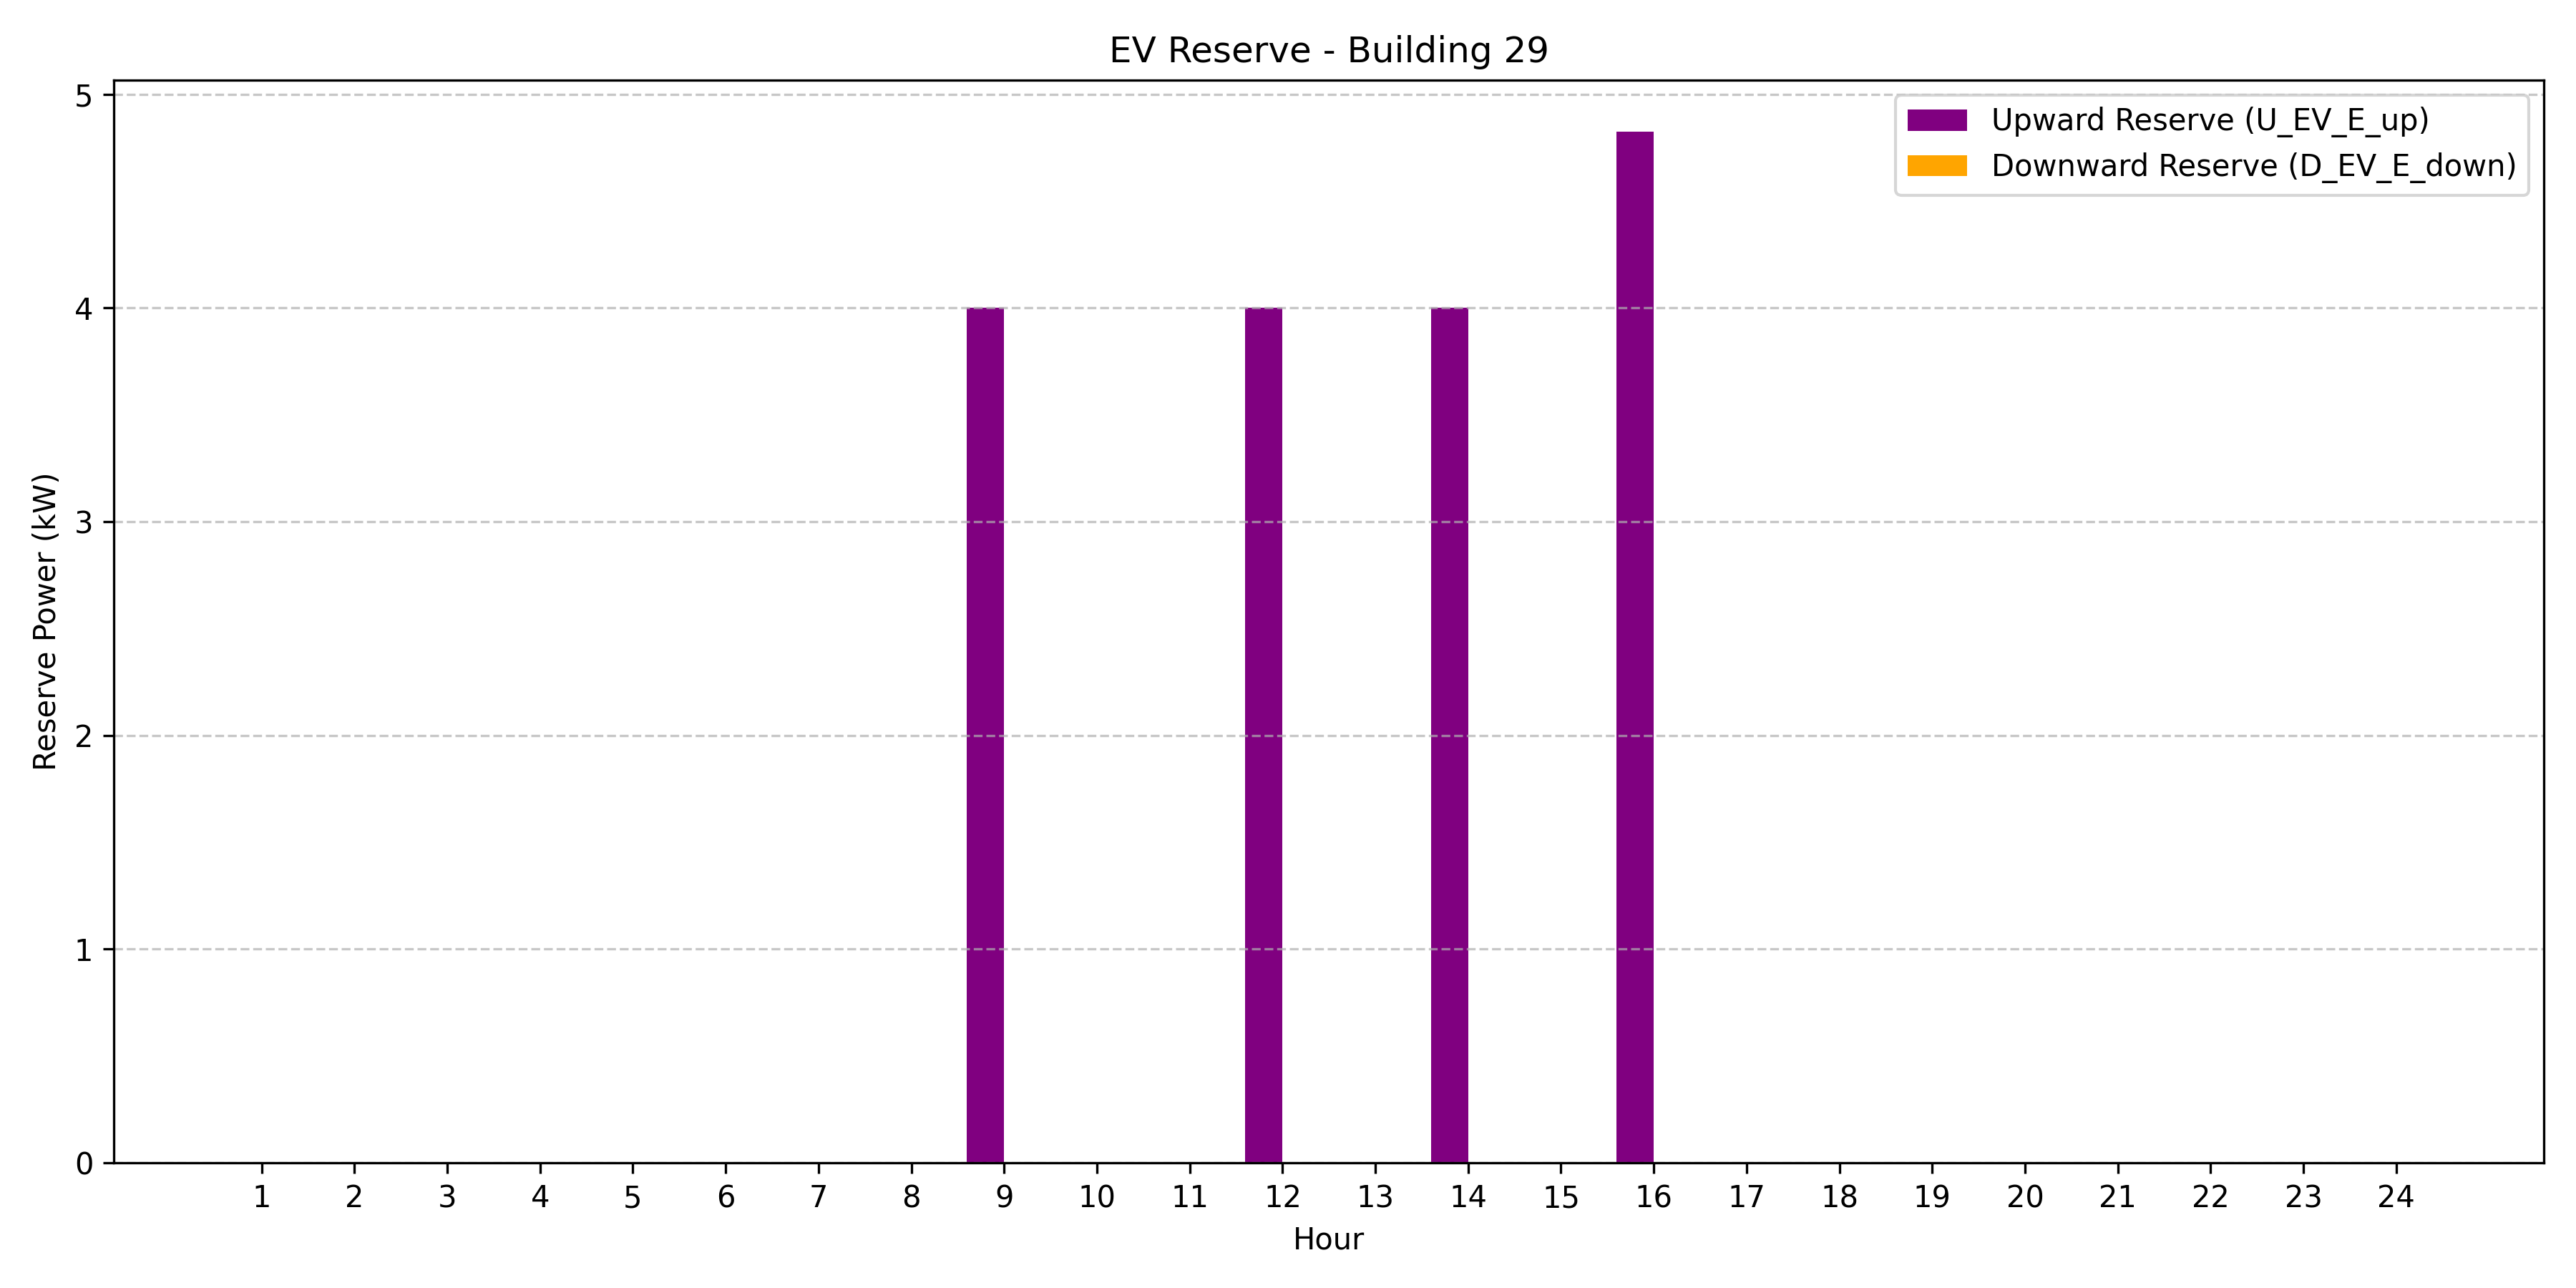 EV Reserve - Building 29
Upward Reserve (U_EV_E_up)
Downward Reserve (D_EV_E_down)
Reserve Power (kW)
5
4
3
2
1
0
1 2 3 4 5 6 7 8 9 10 11 12 13 14 15 16 17 18 19 20 21 22 23 24
Hour